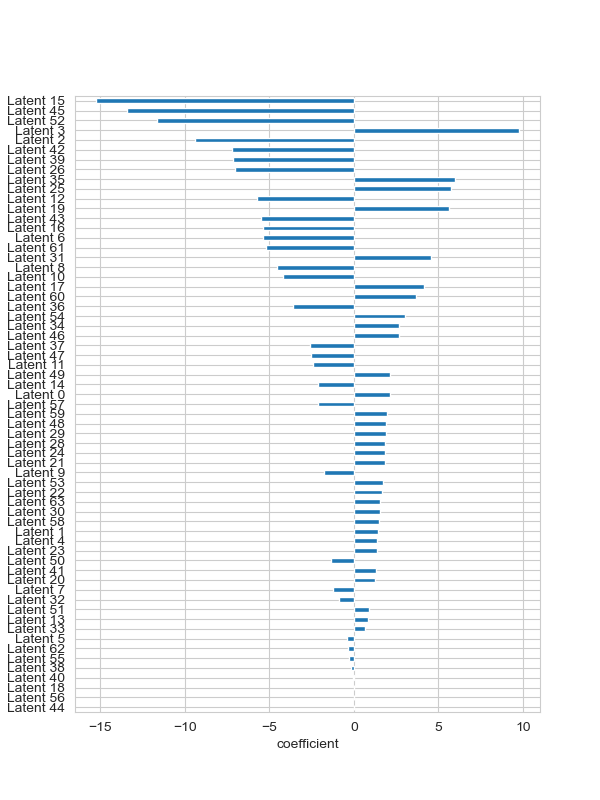 Latent 15
Latent 45
Latent 52
Latent 3
Latent 2
Latent 42
Latent 39
Latent 26
Latent 35
Latent 25
Latent 12
Latent 19
Latent 43
Latent 16
Latent 6
Latent 61
Latent 31
Latent 8
Latent 10
Latent 17
Latent 60
Latent 36
Latent 54
Latent 34
Latent 46
Latent 37
Latent 47
Latent 11
Latent 49
Latent 14
Latent 0
Latent 57
Latent 59
Latent 48
Latent 29
Latent 28
Latent 24
Latent 21
Latent 9
Latent 53
Latent 22
Latent 63
Latent 30
Latent 58
Latent 1
Latent 4
Latent 23
Latent 50
Latent 41
Latent 20
Latent 7
Latent 32
Latent 51
Latent 13
Latent 33
Latent 5
Latent 62
Latent 55
Latent 38
Latent 40
Latent 18
Latent 56
Latent 44
−15 −10 −5 0 5 10
coefficient